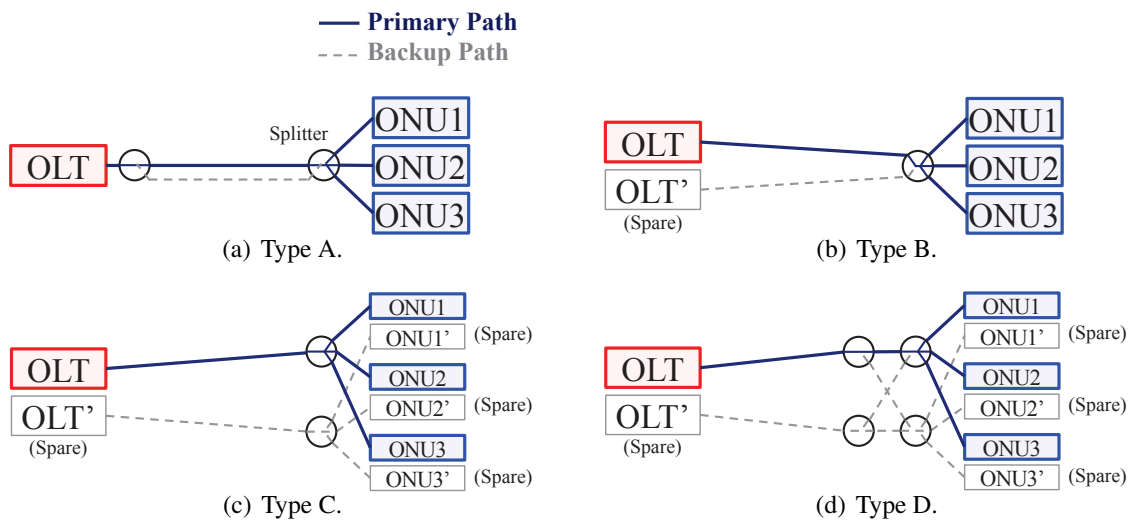 Primary Path
Backup Path
Splitter
OLT
ONU1
ONU2
ONU3
(a) Type A.
OLT
OLT’
(Spare)
ONU1
ONU2
ONU3
(b) Type B.
OLT
OLT’
(Spare)
ONU1
ONU1’ (Spare)
ONU2
ONU2’ (Spare)
ONU3
ONU3’ (Spare)
(c) Type C.
OLT
OLT’
(Spare)
ONU1
ONU1’ (Spare)
ONU2
ONU2’ (Spare)
ONU3
ONU3’ (Spare)
(d) Type D.